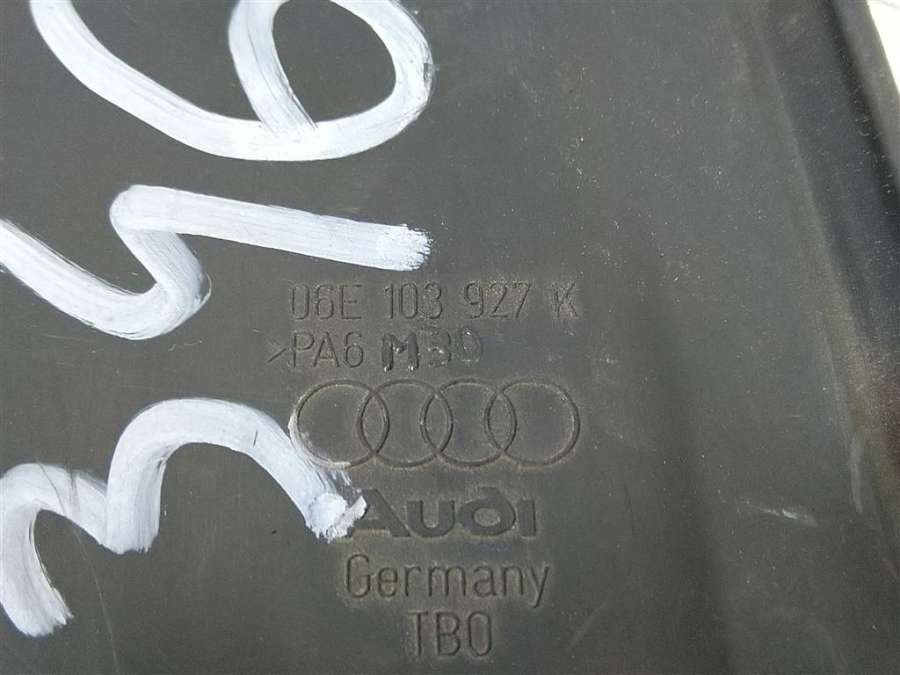 06E 103 927 K
>PA6 M30
Audi
Germany
TBO